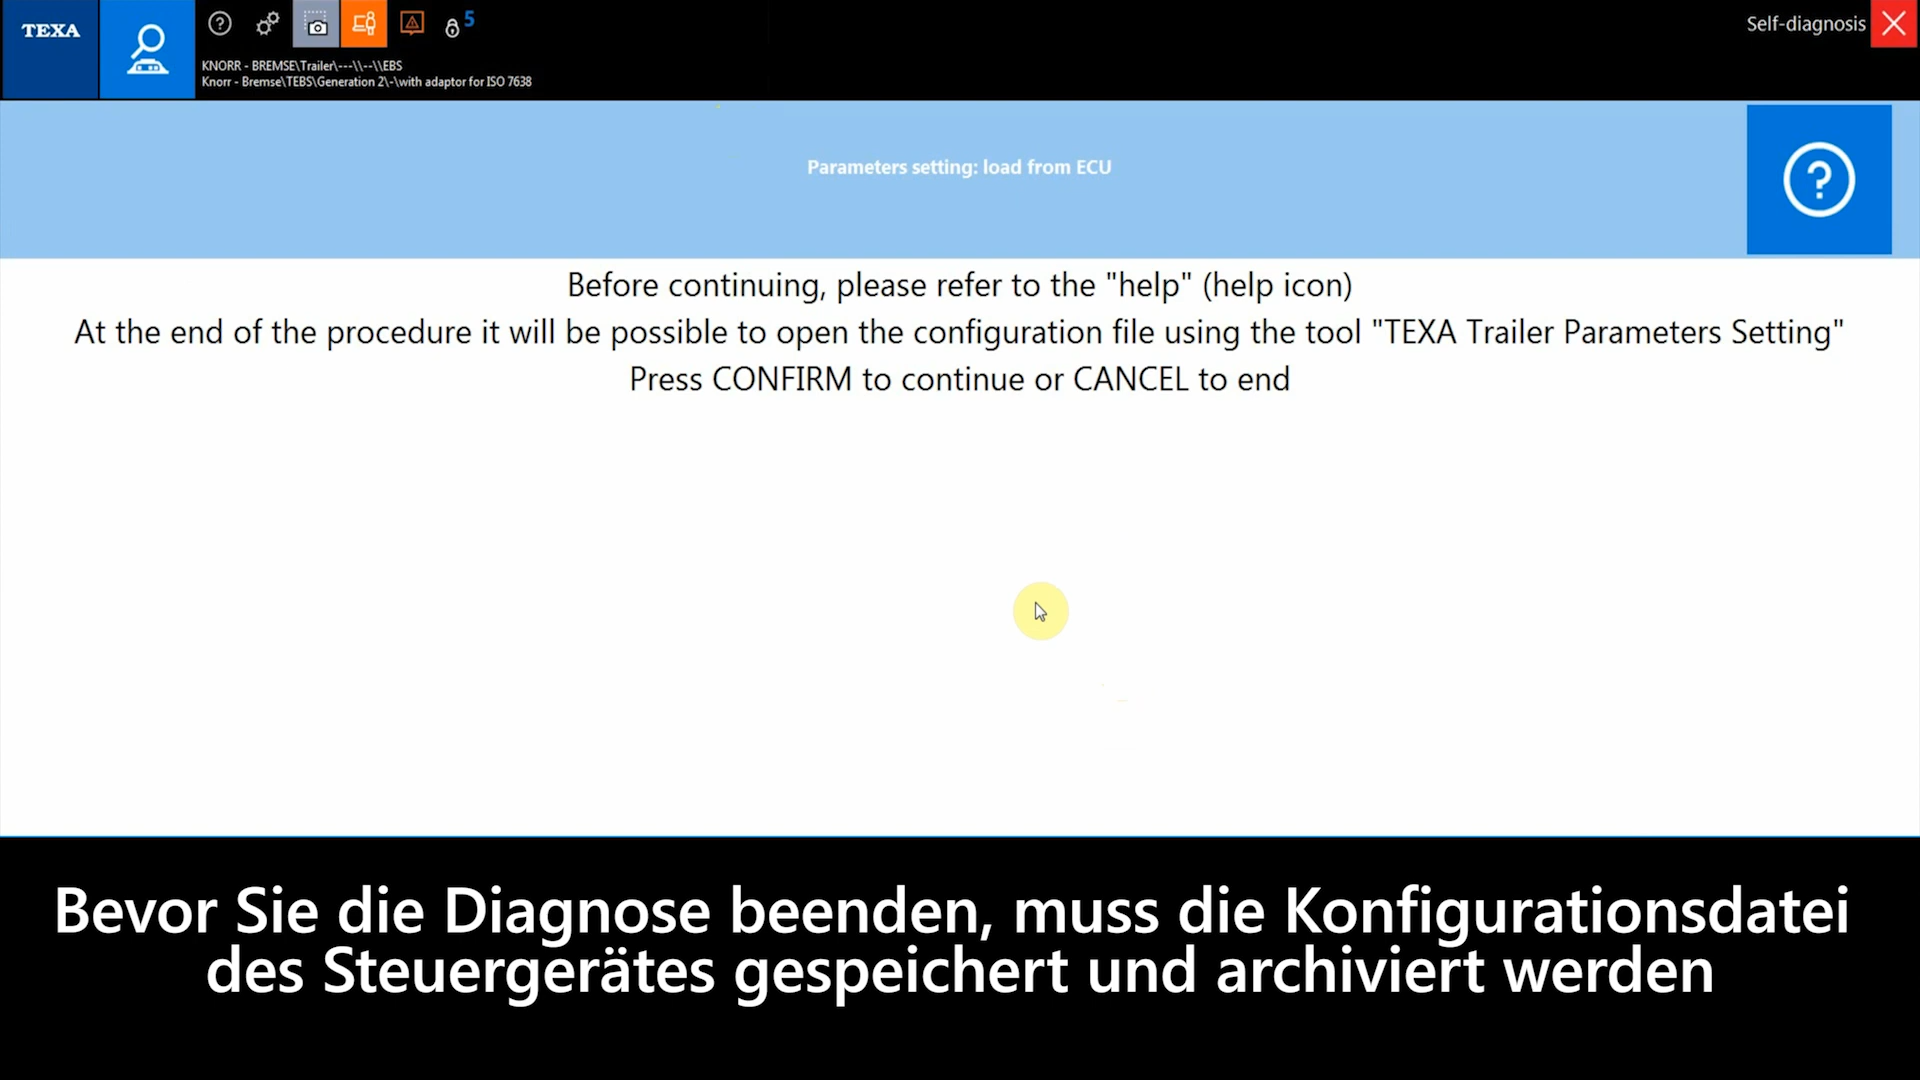 TEXA
5
Self-diagnosis
KNORR - BREMSE\Trailer\---\\--\\EBS
Knorr - Bremse\TEBS\Generation 2\-\with adaptor for ISO 7638
Parameters setting: load from ECU
Before continuing, please refer to the "help" (help icon)
At the end of the procedure it will be possible to open the configuration file using the tool "TEXA Trailer Parameters Setting"
Press CONFIRM to continue or CANCEL to end
Bevor Sie die Diagnose beenden, muss die Konfigurationsdatei
des Steuergerätes gespeichert und archiviert werden